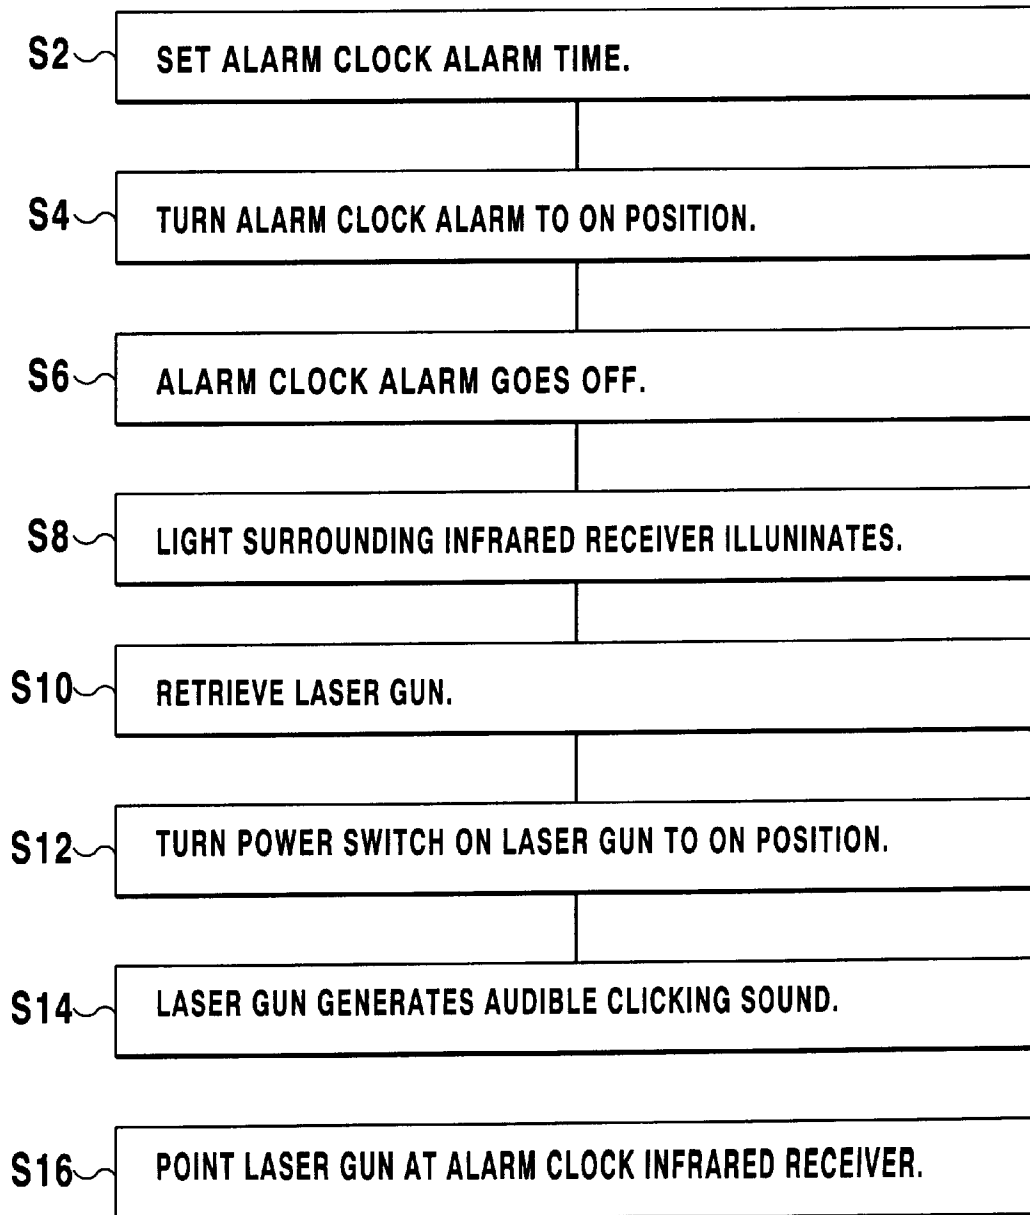 S2 SET ALARM CLOCK ALARM TIME.
S4 TURN ALARM CLOCK ALARM TO ON POSITION.
S6 ALARM CLOCK ALARM GOES OFF.
S8 LIGHT SURROUNDING INFRARED RECEIVER ILLUNINATES.
S10 RETRIEVE LASER GUN.
S12 TURN POWER SWITCH ON LASER GUN TO ON POSITION.
S14 LASER GUN GENERATES AUDIBLE CLICKING SOUND.
S16 POINT LASER GUN AT ALARM CLOCK INFRARED RECEIVER.